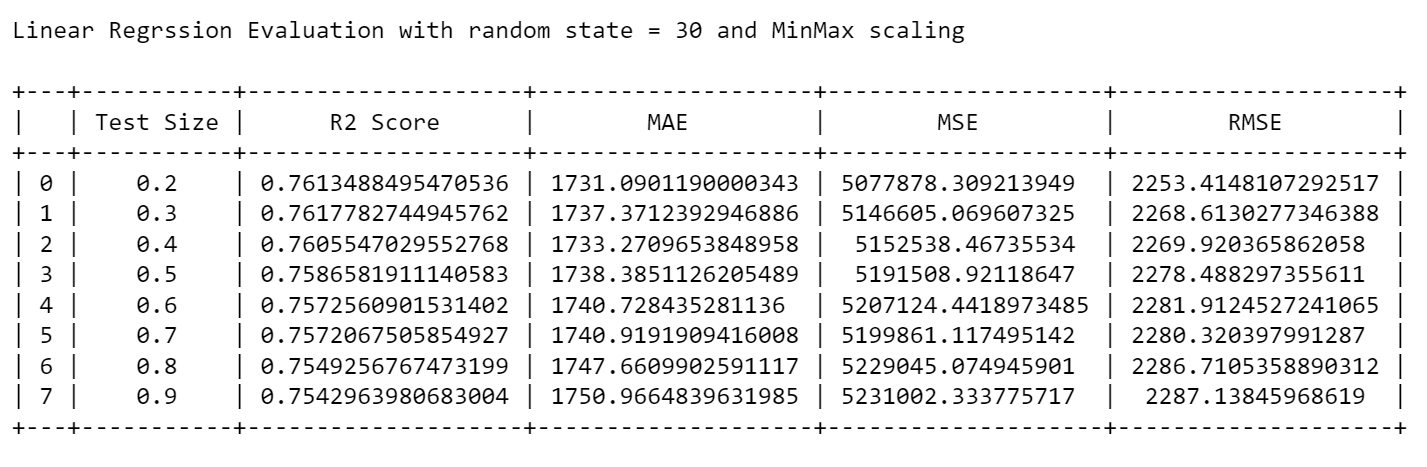 Linear Regrssion Evaluation with random state = 30 and MinMax scaling
+---+-----------+--------------------+--------------------+--------------------+--------------------+
|   | Test Size |      R2 Score      |        MAE         |        MSE         |        RMSE        |
+---+-----------+--------------------+--------------------+--------------------+--------------------+
| 0 |    0.2    | 0.7613488495470536 | 1731.0901190000343 | 5077878.309213949  | 2253.4148107292517 |
| 1 |    0.3    | 0.7617782744945762 | 1737.3712392946886 | 5146605.069607325  | 2268.6130277346388 |
| 2 |    0.4    | 0.7605547029552768 | 1733.2709653848958 |  5152538.46735534  | 2269.920365862058  |
| 3 |    0.5    | 0.7586581911140583 | 1738.3851126205489 |  5191508.92118647  | 2278.488297355611  |
| 4 |    0.6    | 0.7572560901531402 | 1740.728435281136  | 5207124.4418973485 | 2281.9124527241065 |
| 5 |    0.7    | 0.7572067505854927 | 1740.9191909416008 | 5199861.117495142  | 2280.320397991287  |
| 6 |    0.8    | 0.7549256767473199 | 1747.6609902591117 | 5229045.074945901  | 2286.7105358890312 |
| 7 |    0.9    | 0.7542963980683004 | 1750.9664839631985 | 5231002.333775717  |  2287.13845968619  |
+---+-----------+--------------------+--------------------+--------------------+--------------------+